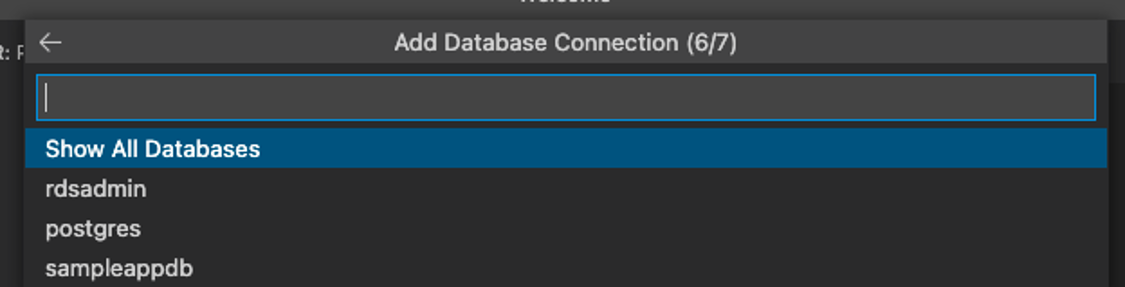 Add Database Connection (6/7)
Show All Databases
rdsadmin
postgres
sampleappdb